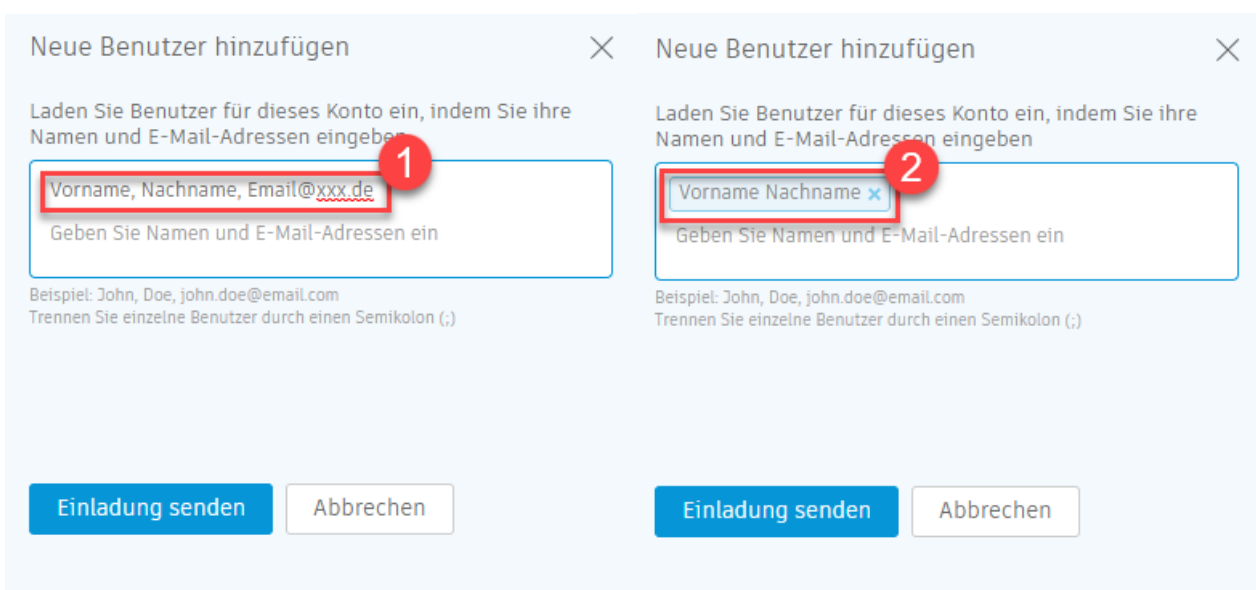 Neue Benutzer hinzufügen
Laden Sie Benutzer für dieses Konto ein, indem Sie ihre
Namen und E-Mail-Adressen eingeben
1
Vorname, Nachname, Email@xxx.de
Geben Sie Namen und E-Mail-Adressen ein
Beispiel: John, Doe, john.doe@email.com
Trennen Sie einzelne Benutzer durch einen Semikolon (;)
Einladung senden
Abbrechen
Neue Benutzer hinzufügen
Laden Sie Benutzer für dieses Konto ein, indem Sie ihre
Namen und E-Mail-Adressen eingeben
2
Vorname Nachname
Geben Sie Namen und E-Mail-Adressen ein
Beispiel: John, Doe, john.doe@email.com
Trennen Sie einzelne Benutzer durch einen Semikolon (;)
Einladung senden
Abbrechen